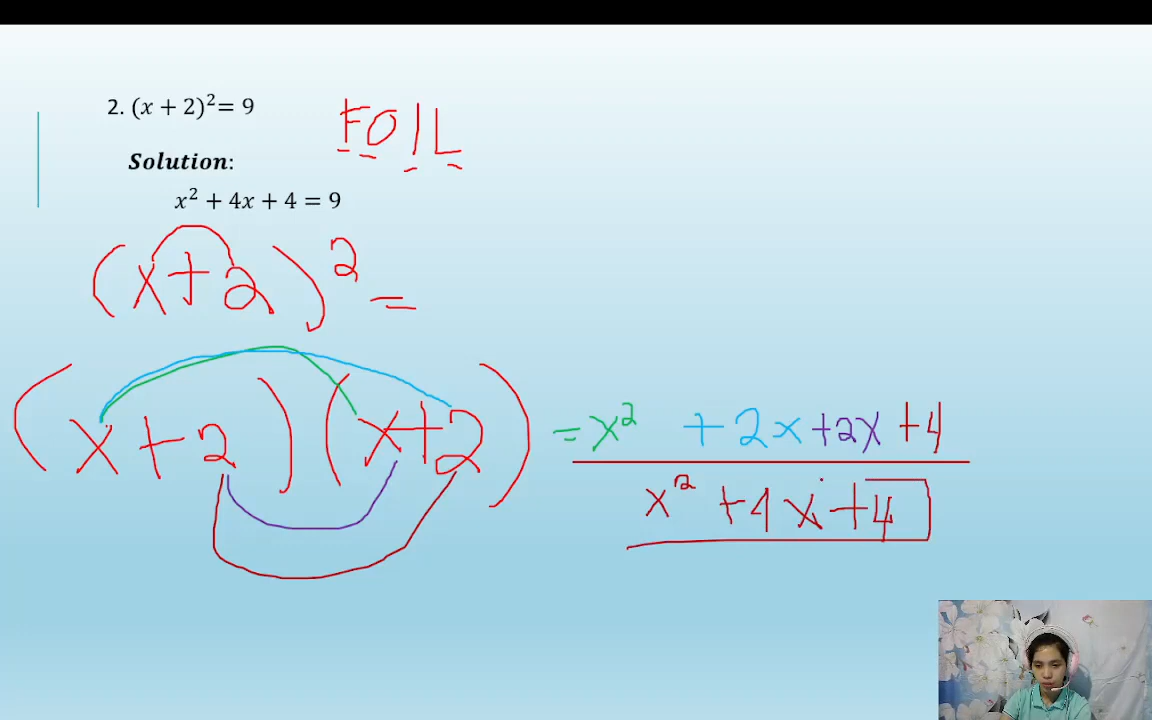 2. (x + 2)²= 9
FOIL
Solution:
x² + 4x + 4 = 9
(x+2)² =
(x+2)(x+2) = x² +2x+2x+4
x² +4x+4